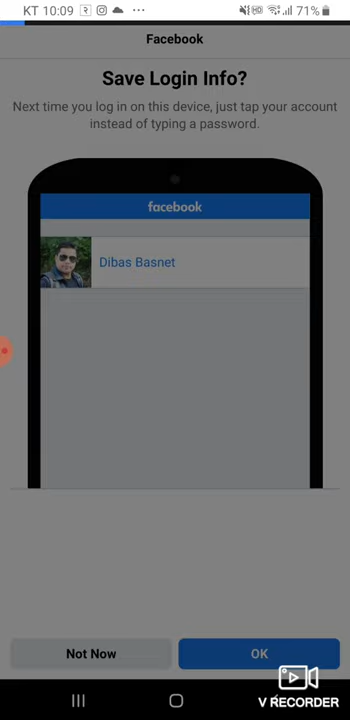 KT 10:09 71%
Facebook
Save Login Info?
Next time you log in on this device, just tap your account
instead of typing a password.
facebook
Dibas Basnet
Not Now
OK
V RECORDER